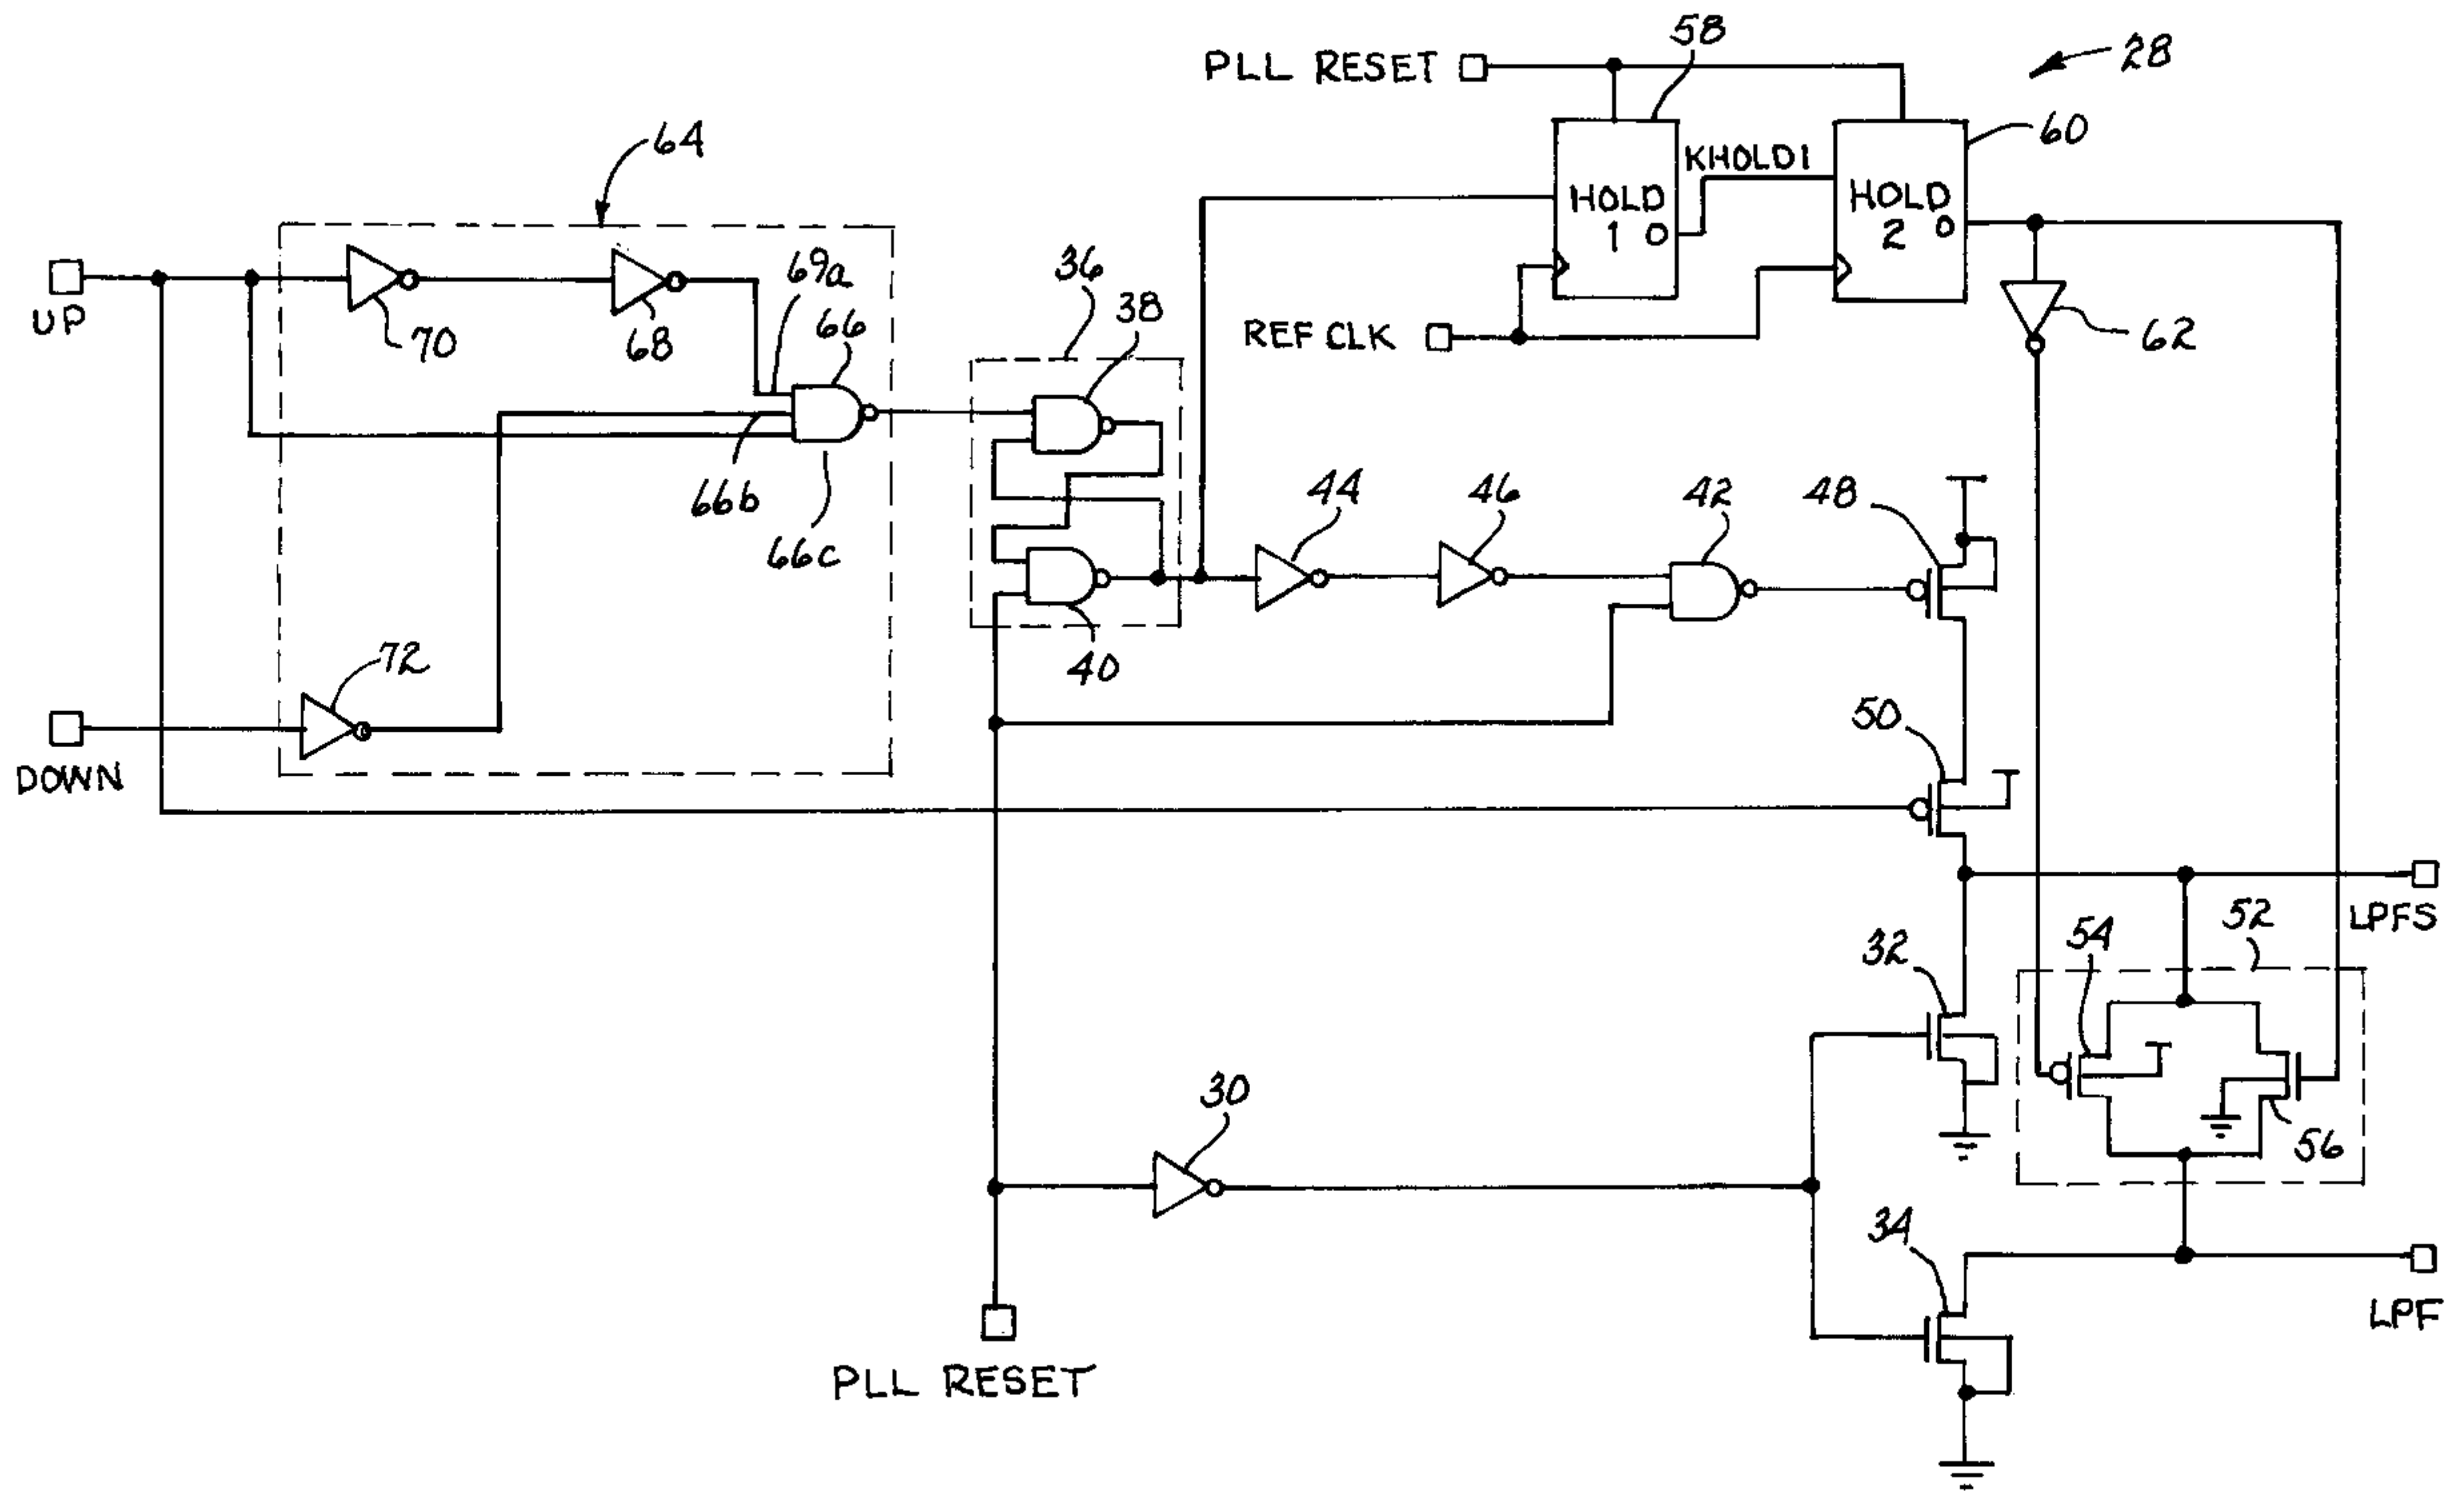 58
PLL RESET
28
64
60
KHOLD1
HOLD
1 O
HOLD
2 O
69a
36
UP
70
68
66
38
REF CLK
62
66b
44
46
42
48
66c
72
40
50
DOWN
LPFS
52
54
32
56
30
34
LPF
PLL RESET